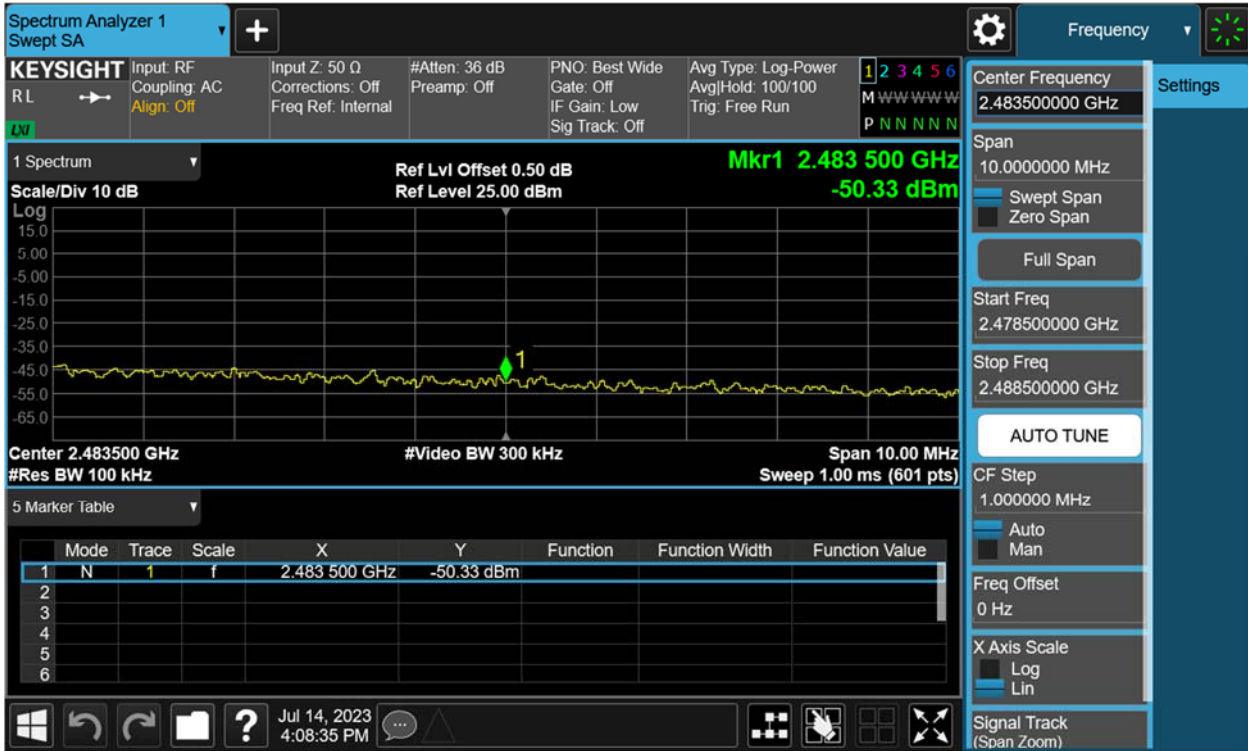 Spectrum Analyzer 1
Swept SA
+
Frequency
KEYSIGHT
RL
LXI
Input: RF
Coupling: AC
Align: Off
Input Z: 50 Ω
Corrections: Off
Freq Ref: Internal
#Atten: 36 dB
Preamp: Off
PNO: Best Wide
Gate: Off
IF Gain: Low
Sig Track: Off
Avg Type: Log-Power
Avg|Hold: 100/100
Trig: Free Run
1 2 3 4 5 6
M W W W W W
P N N N N N
1 Spectrum
Ref Lvl Offset 0.50 dB
Mkr1 2.483 500 GHz
Scale/Div 10 dB
Ref Level 25.00 dBm
-50.33 dBm
Log
15.0
5.00
-5.00
-15.0
-25.0
-35.0
-45.0
-55.0
-65.0
1
Center 2.483500 GHz
#Video BW 300 kHz
Span 10.00 MHz
#Res BW 100 kHz
Sweep 1.00 ms (601 pts)
5 Marker Table
Mode Trace Scale X Y Function Function Width Function Value
1 N 1 f 2.483 500 GHz -50.33 dBm
2
3
4
5
6
?
Jul 14, 2023
4:08:35 PM
Center Frequency
2.483500000 GHz
Span
10.0000000 MHz
Swept Span
Zero Span
Full Span
Start Freq
2.478500000 GHz
Stop Freq
2.488500000 GHz
AUTO TUNE
CF Step
1.000000 MHz
Auto
Man
Freq Offset
0 Hz
X Axis Scale
Log
Lin
Signal Track
(Span Zoom)
Settings